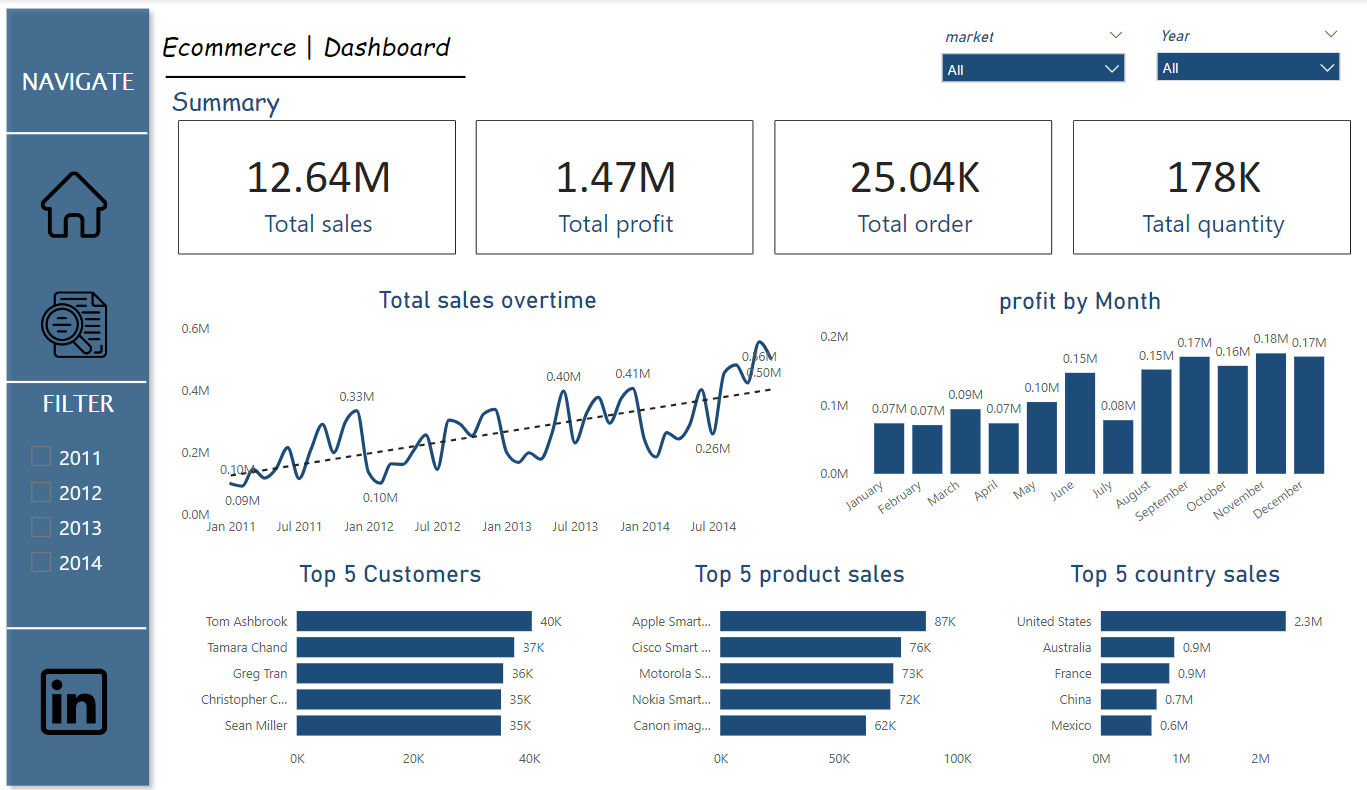 NAVIGATE
Ecommerce | Dashboard
market
Year
All
All
Summary
12.64M
Total sales
1.47M
Total profit
25.04K
Total order
178K
Tatal quantity
FILTER
2011
2012
2013
2014
in
Total sales overtime
0.6M
0.4M
0.2M
0.0M
0.10M
0.09M
0.33M
0.10M
0.40M
0.41M
0.26M
0.56M
0.50M
Jan 2011 Jul 2011 Jan 2012 Jul 2012 Jan 2013 Jul 2013 Jan 2014 Jul 2014
profit by Month
0.2M
0.1M
0.0M
0.07M 0.07M 0.09M 0.07M 0.10M 0.15M 0.08M 0.15M 0.17M 0.16M 0.18M 0.17M
January February March April May June July August September October November December
Top 5 Customers
Tom Ashbrook 40K
Tamara Chand 37K
Greg Tran 36K
Christopher C... 35K
Sean Miller 35K
0K 20K 40K
Top 5 product sales
Apple Smart... 87K
Cisco Smart ... 76K
Motorola S... 73K
Nokia Smart... 72K
Canon imag... 62K
0K 50K 100K
Top 5 country sales
United States 2.3M
Australia 0.9M
France 0.9M
China 0.7M
Mexico 0.6M
0M 1M 2M